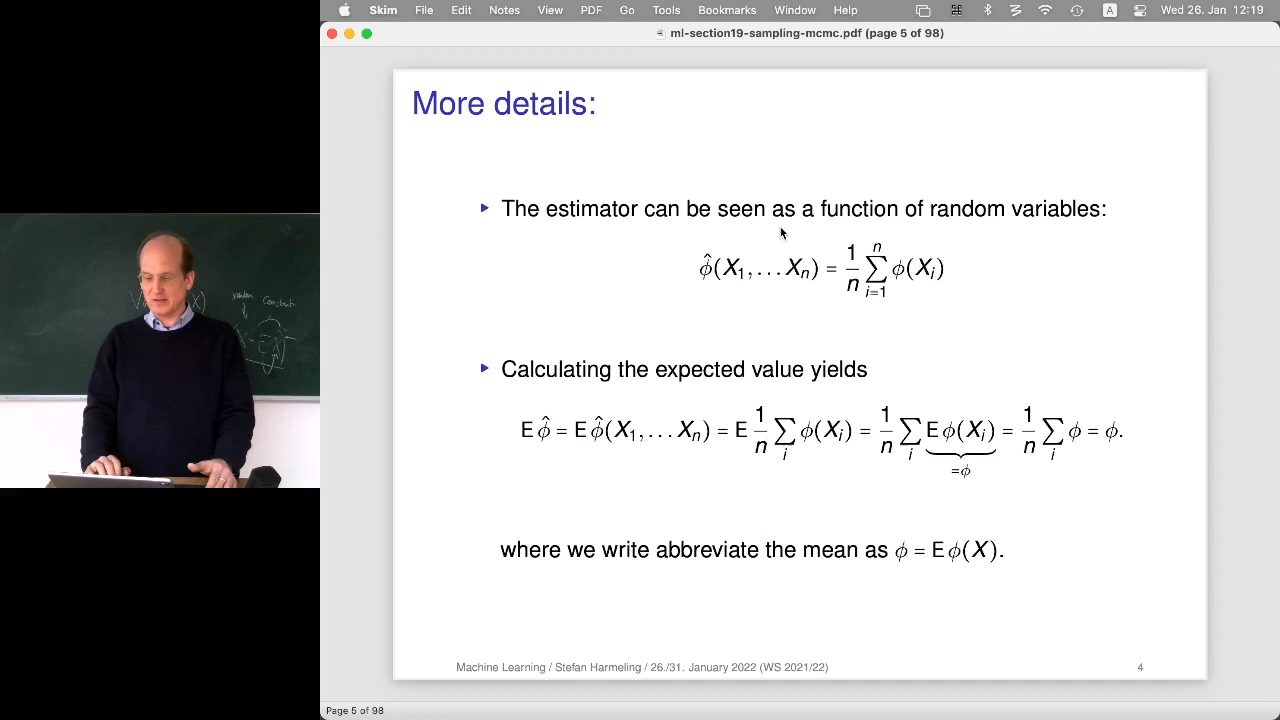 Skim File Edit Notes View PDF Go Tools Bookmarks Window Help A Wed 26. Jan 12:19
ml-section19-sampling-mcmc.pdf (page 5 of 98)
More details:
▸ The estimator can be seen as a function of random variables:
φ̂(X₁, … Xₙ) = 1/n ∑ⁿᵢ₌₁ φ(Xᵢ)
▸ Calculating the expected value yields
E φ̂ = E φ̂(X₁, … Xₙ) = E 1/n ∑ᵢ φ(Xᵢ) = 1/n ∑ᵢ E φ(Xᵢ) = 1/n ∑ᵢ φ = φ.
=φ
where we write abbreviate the mean as φ = E φ(X).
Machine Learning / Stefan Harmeling / 26./31. January 2022 (WS 2021/22) 4
Page 5 of 98
random